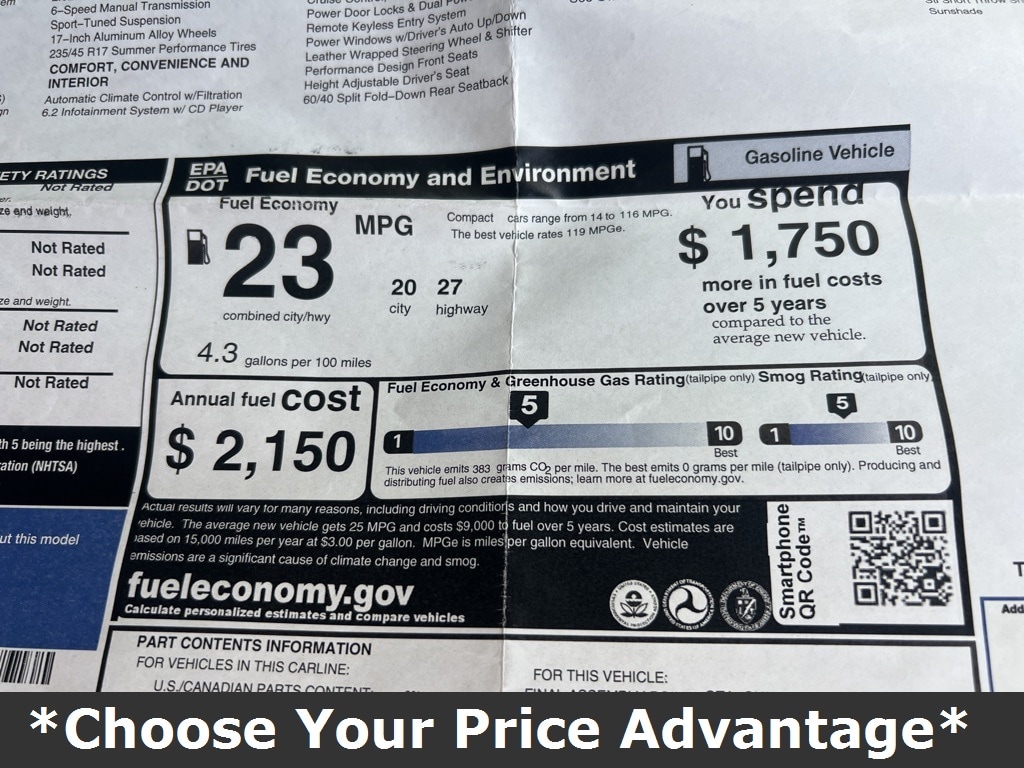 6-Speed Manual Transmission
Sport-Tuned Suspension
17-Inch Aluminum Alloy Wheels
235/45 R17 Summer Performance Tires
COMFORT, CONVENIENCE AND
INTERIOR
Automatic Climate Control w/Filtration
6.2 Infotainment System w/ CD Player
Power Door Locks & Dual
Remote Keyless Entry System
Power Windows w/Driver's Auto Up/Down
Leather Wrapped Steering Wheel & Shifter
Performance Design Front Seats
Height Adjustable Driver's Seat
60/40 Split Fold-Down Rear Seatback
Sunshade
ETY RATINGS
Not Rated
ze and weight.
Not Rated
Not Rated
ze and weight.
Not Rated
Not Rated
Not Rated
th 5 being the highest.
ation (NHTSA)
ut this model
EPA
DOT
Fuel Economy and Environment
Gasoline Vehicle
Fuel Economy
23
MPG
combined city/hwy
20 27
city highway
4.3 gallons per 100 miles
Compact cars range from 14 to 116 MPG.
The best vehicle rates 119 MPGe.
You spend
$ 1,750
more in fuel costs
over 5 years
compared to the
average new vehicle.
Annual fuel COST
$ 2,150
Fuel Economy & Greenhouse Gas Rating(tailpipe only) Smog Rating(tailpipe only)
5 5
1 10 1 10
Best Best
This vehicle emits 383 grams CO2 per mile. The best emits 0 grams per mile (tailpipe only). Producing and
distributing fuel also creates emissions; learn more at fueleconomy.gov.
Actual results will vary for many reasons, including driving conditions and how you drive and maintain your
vehicle. The average new vehicle gets 25 MPG and costs $9,000 to fuel over 5 years. Cost estimates are
based on 15,000 miles per year at $3.00 per gallon. MPGe is miles per gallon equivalent. Vehicle
emissions are a significant cause of climate change and smog.
fueleconomy.gov
Calculate personalized estimates and compare vehicles
Smartphone
QR Code™
PART CONTENTS INFORMATION
FOR VEHICLES IN THIS CARLINE:
U.S./CANADIAN PARTS CONTENT:
FOR THIS VEHICLE:
Add
*Choose Your Price Advantage*